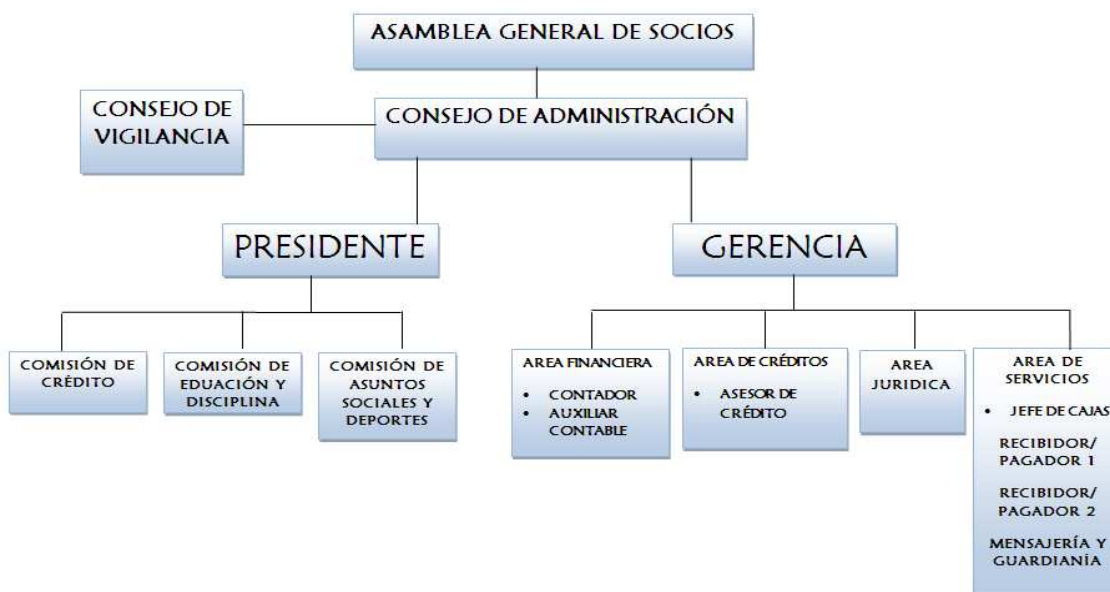 ASAMBLEA GENERAL DE SOCIOS
CONSEJO DE
VIGILANCIA
CONSEJO DE ADMINISTRACIÓN
PRESIDENTE
GERENCIA
COMISIÓN DE
CRÉDITO
COMISIÓN DE
EDUACIÓN Y
DISCIPLINA
COMISIÓN DE
ASUNTOS
SOCIALES Y
DEPORTES
AREA FINANCIERA
• CONTADOR
• AUXILIAR
CONTABLE
AREA DE CRÉDITOS
• ASESOR DE
CRÉDITO
AREA
JURIDICA
AREA DE
SERVICIOS
• JEFE DE CAJAS
RECIBIDOR/
PAGADOR 1
RECIBIDOR/
PAGADOR 2
MENSAJERÍA Y
GUARDIANÍA